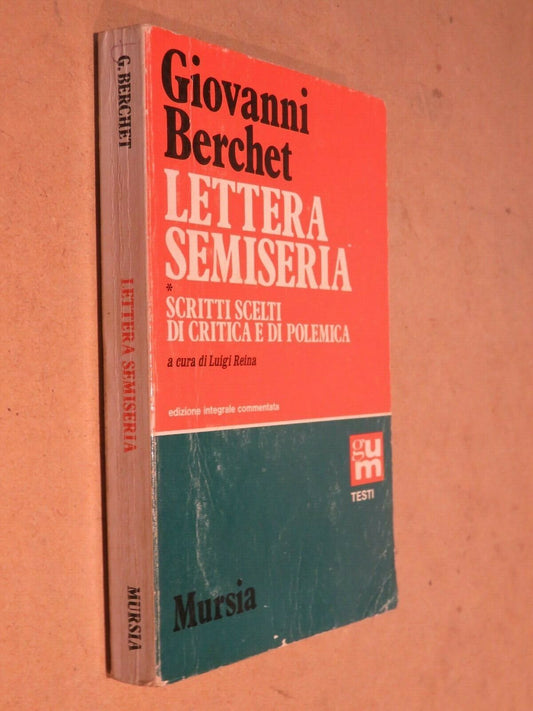 G. BERCHET
LETTERA SEMISERIA
MURSIA
Giovanni
Berchet
LETTERA
SEMISERIA
*
SCRITTI SCELTI
DI CRITICA E DI POLEMICA
a cura di Luigi Reina
edizione integrale commentata
gum
TESTI
Mursia